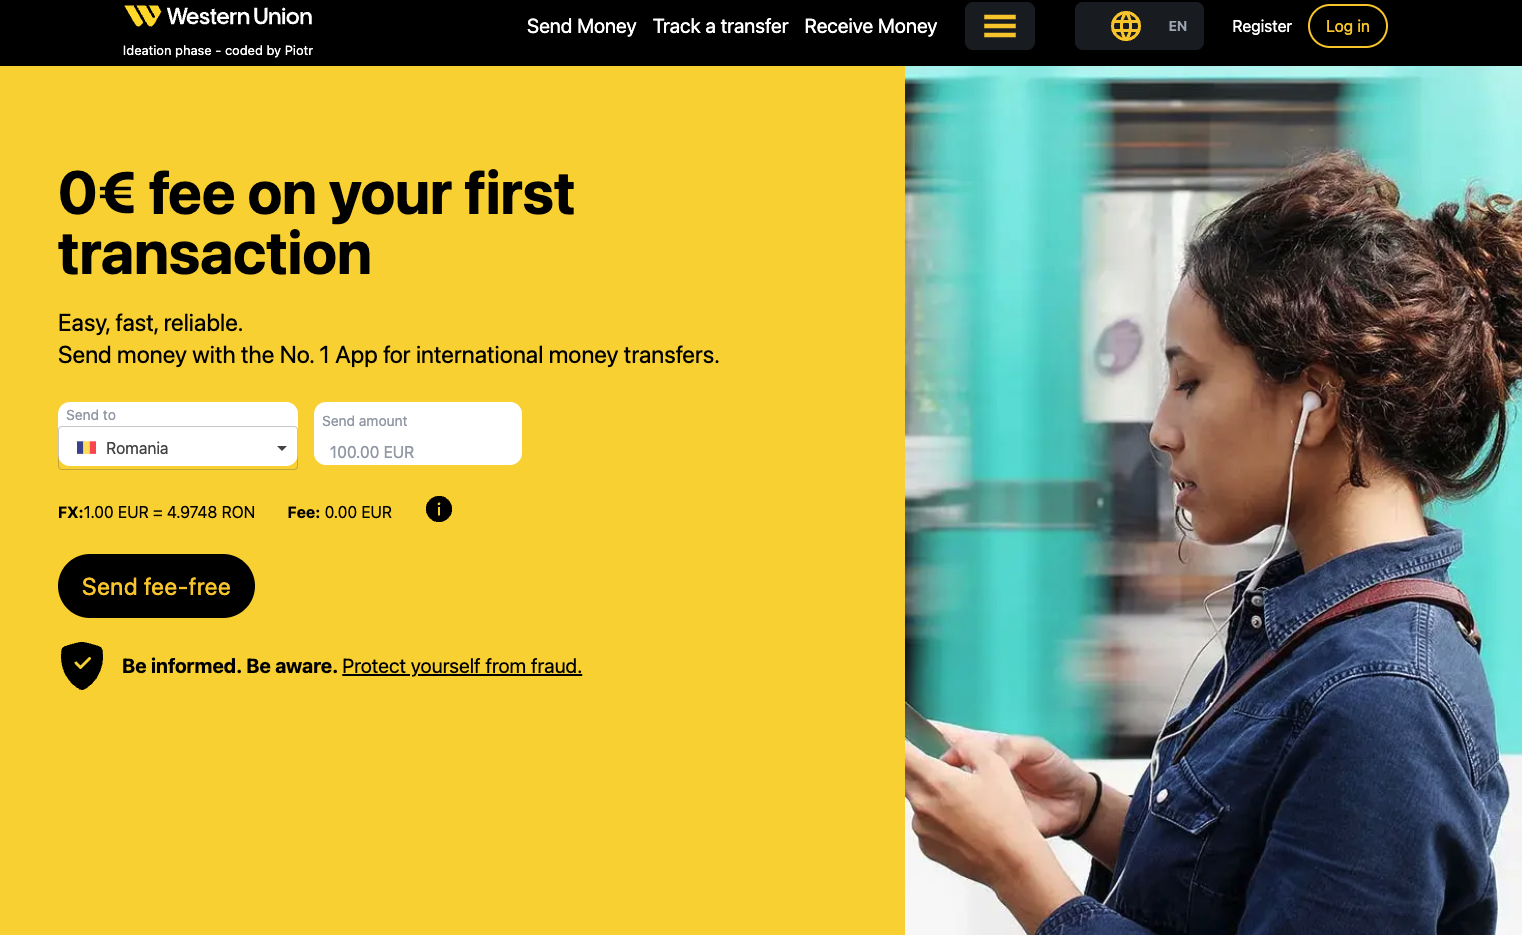 Western Union
Ideation phase - coded by Piotr
Send Money Track a transfer Receive Money
EN
Register
Log in
0€ fee on your first
transaction
Easy, fast, reliable.
Send money with the No. 1 App for international money transfers.
Send to
Romania
Send amount
100.00 EUR
FX:1.00 EUR = 4.9748 RON
Fee: 0.00 EUR
i
Send fee-free
Be informed. Be aware. Protect yourself from fraud.